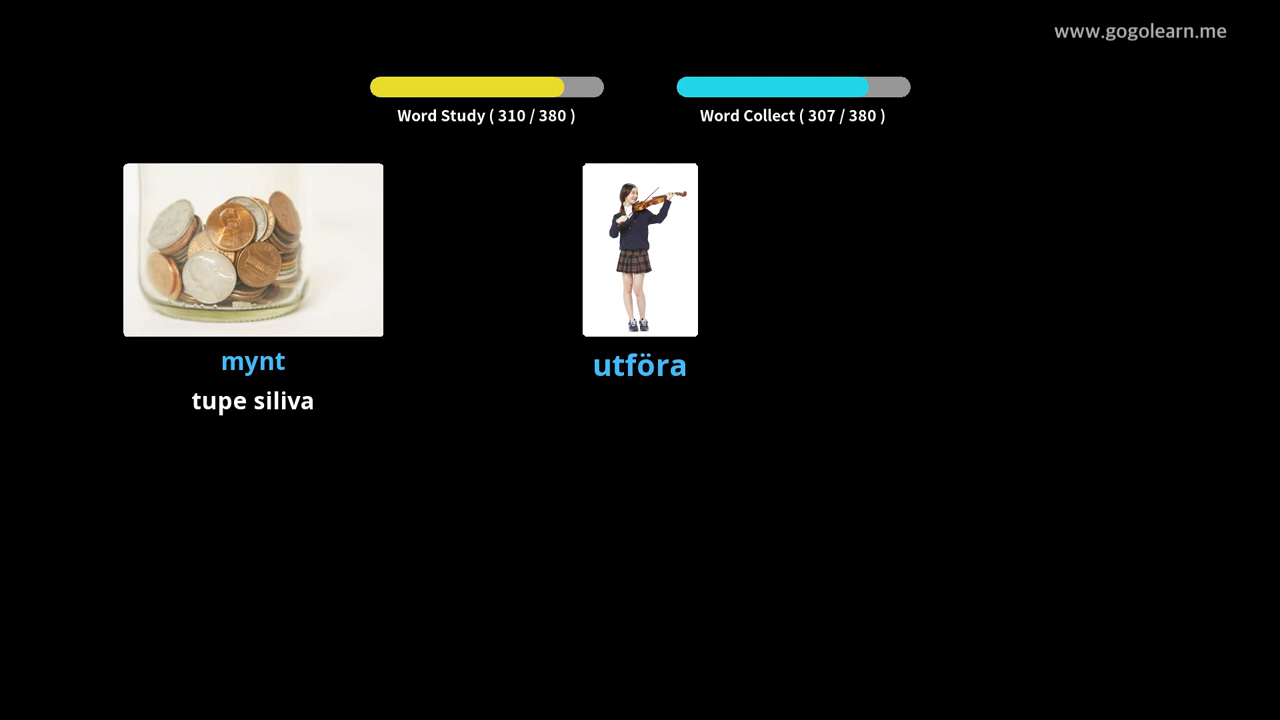 www.gogolearn.me
Word Study ( 310 / 380 )
Word Collect ( 307 / 380 )
mynt
tupe siliva
utföra